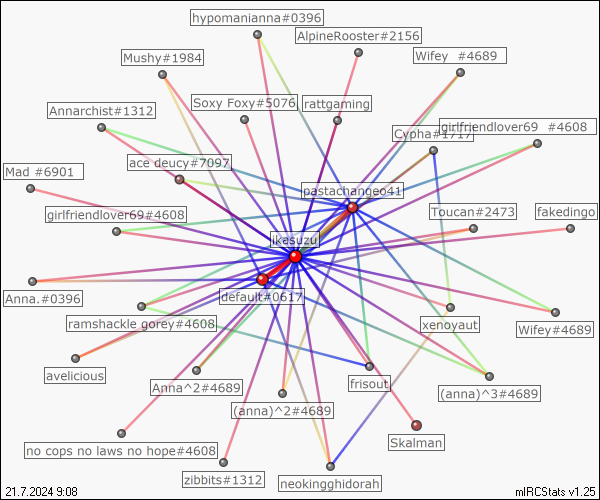 hypomanianna#0396
AlpineRooster#2156
Mushy#1984
Wifey #4689
Soxy Foxy#5076
rattgaming
Annarchist#1312
Cypha#1717
girlfriendlover69 #4608
ace deucy#7097
Mad #6901
pastachangeo41
girlfriendlover69#4608
Toucan#2473
fakedingo
ikesuzu
Anna.#0396
default#0617
ramshackle gorey#4608
xenoyaut
Wifey#4689
avelicious
Anna^2#4689
frisout
(anna)^3#4689
(anna)^2#4689
Skalman
no cops no laws no hope#4608
zibbits#1312
neokingghidorah
21.7.2024 9:08
mIRCStats v1.25